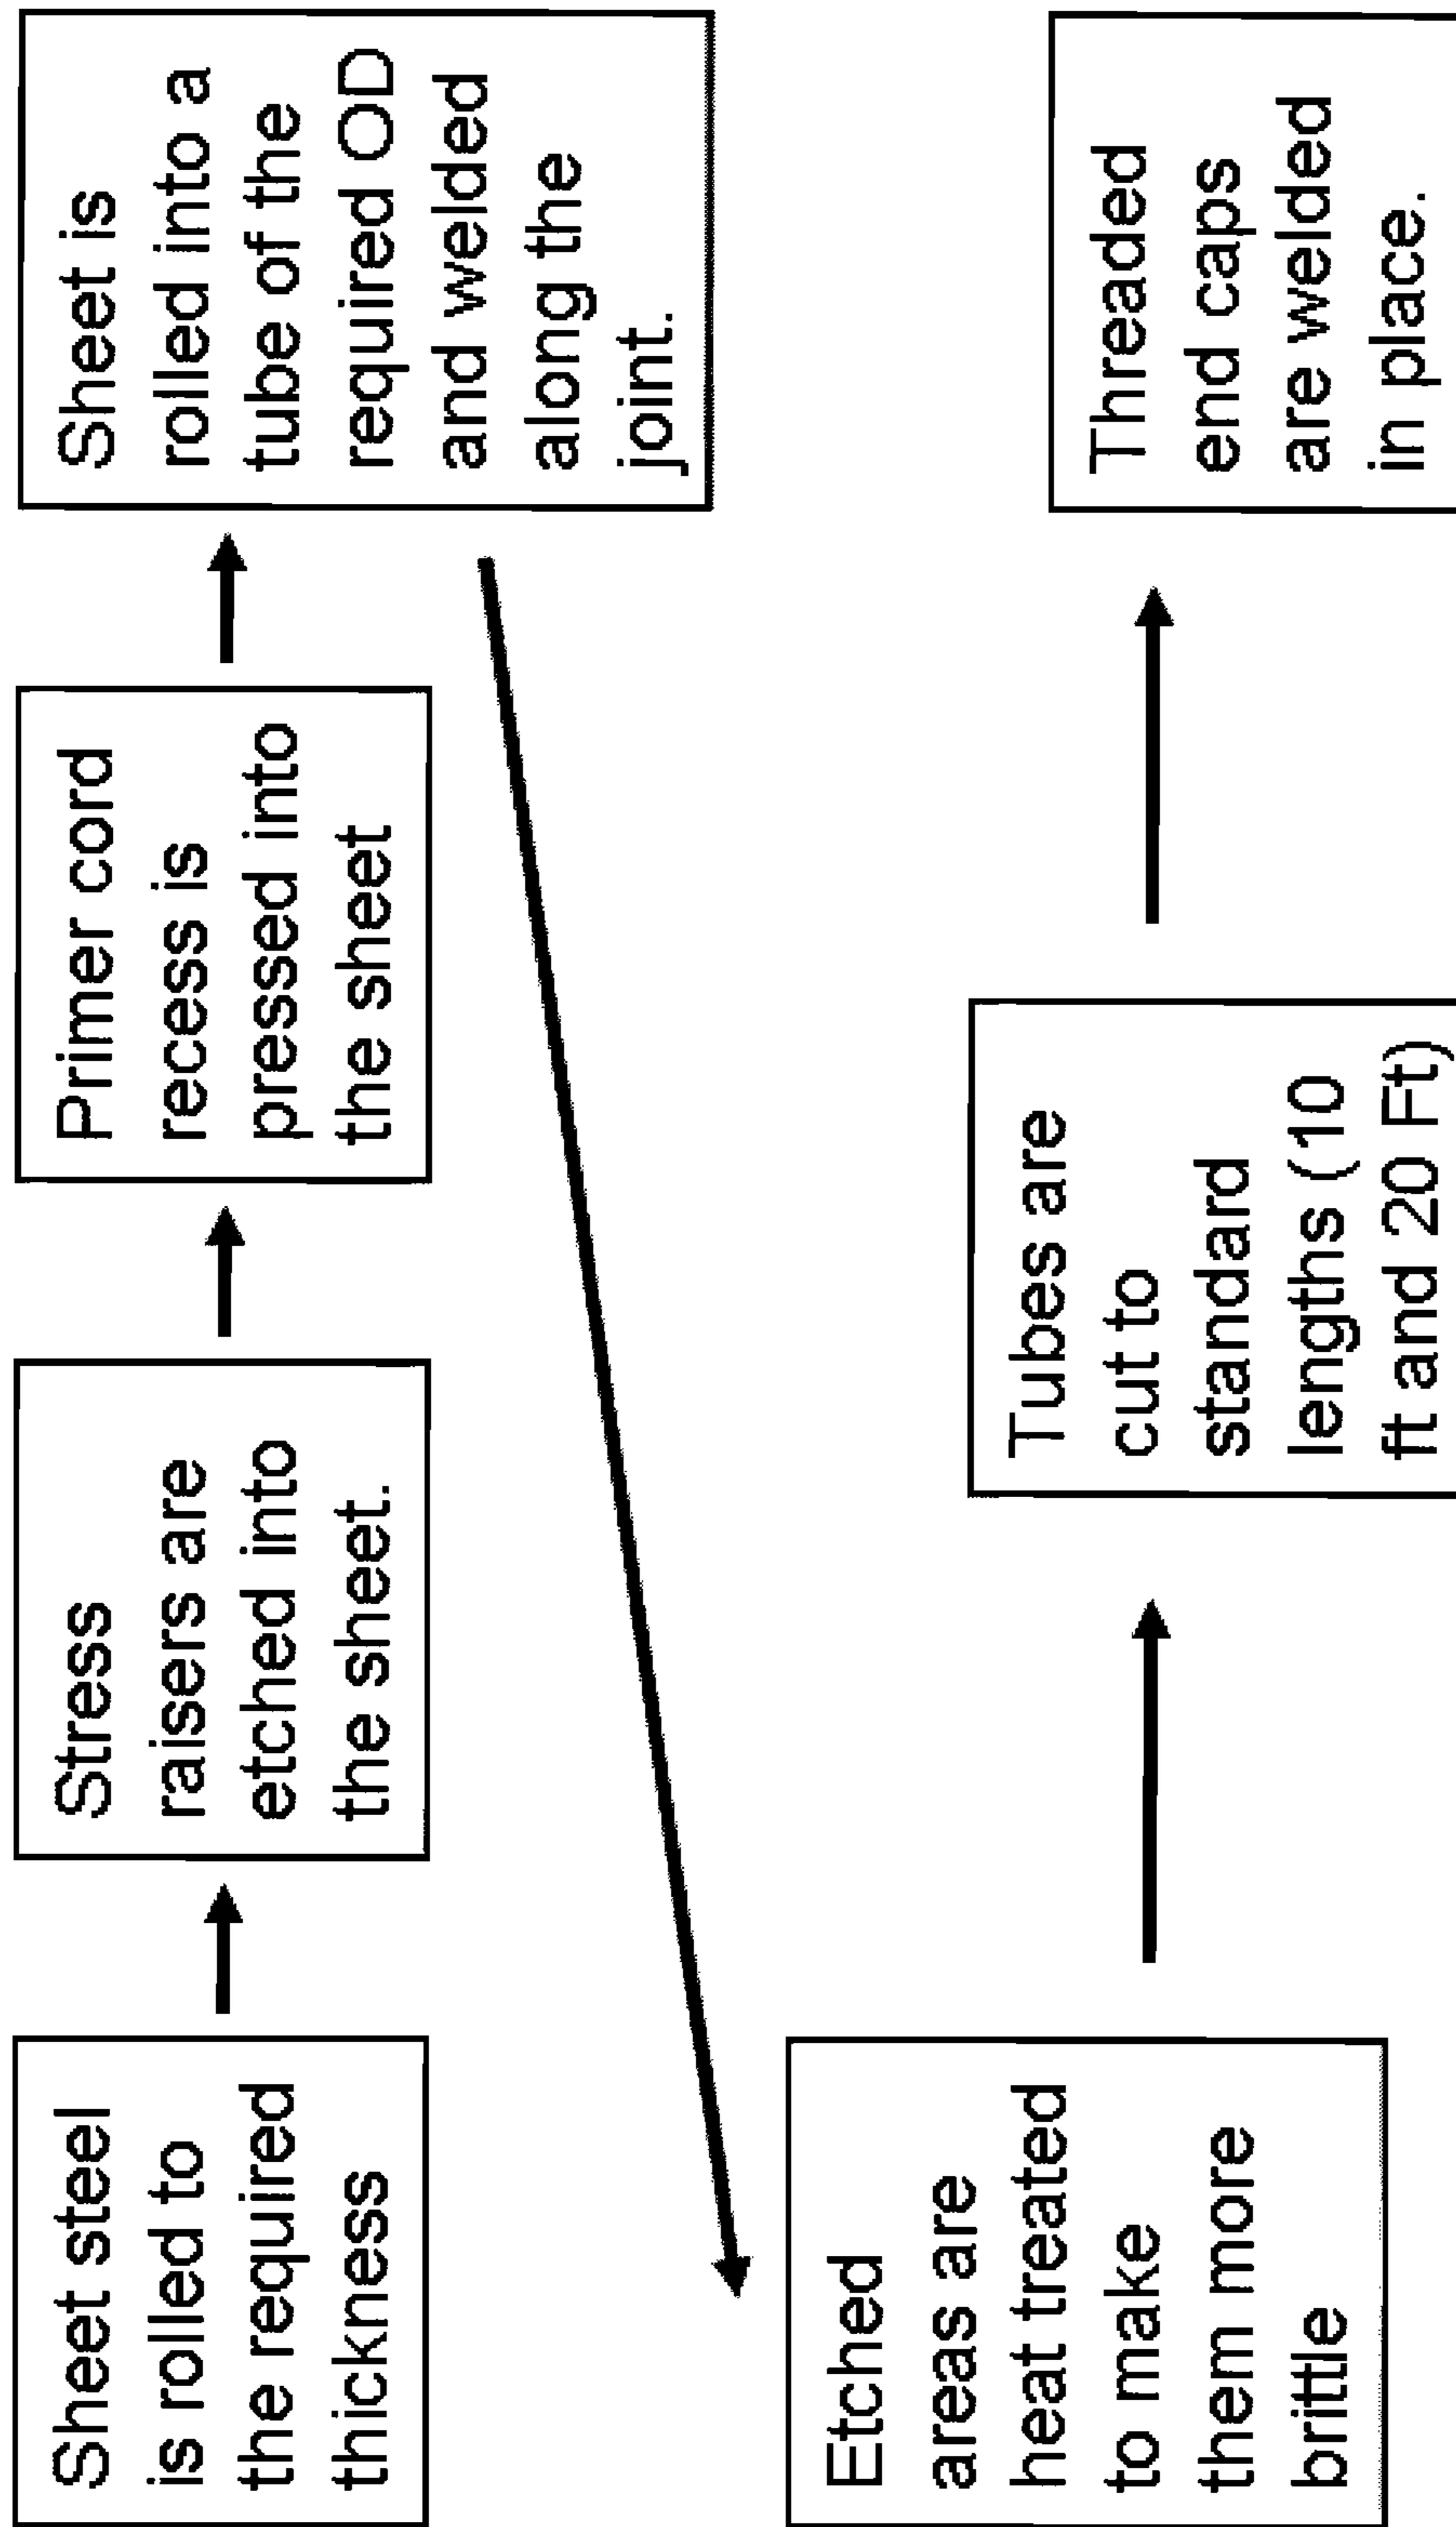 Sheet steel
is rolled to
the required
thickness
Stress
raisers are
etched into
the sheet.
Primer cord
recess is
pressed into
the sheet
Sheet is
rolled into a
tube of the
required OD
and welded
along the
joint.
Etched
areas are
heat treated
to make
them more
brittle
Tubes are
cut to
standard
lengths (10
ft and 20 Ft)
Threaded
end caps
are welded
in place.